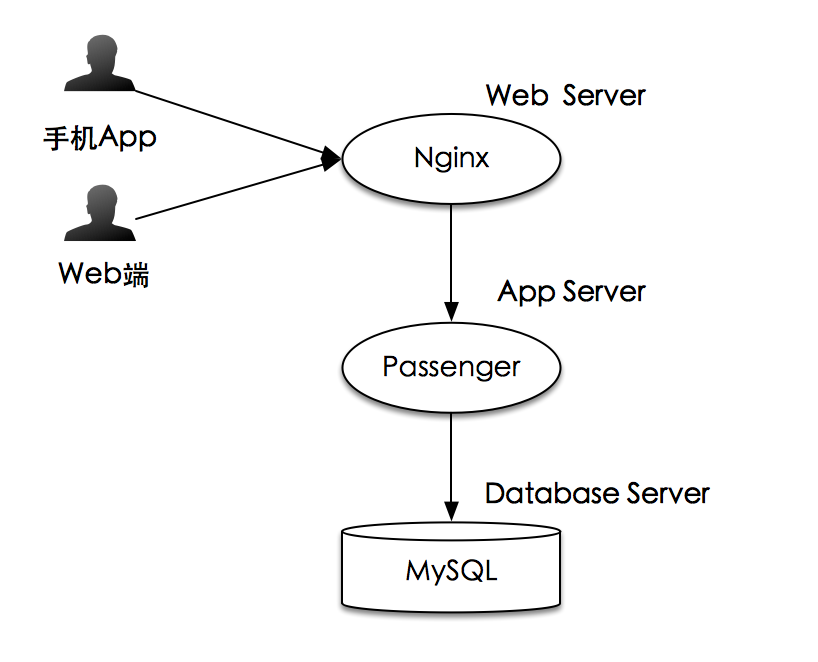 手机App
Web端
Web Server
Nginx
App Server
Passenger
Database Server
MySQL